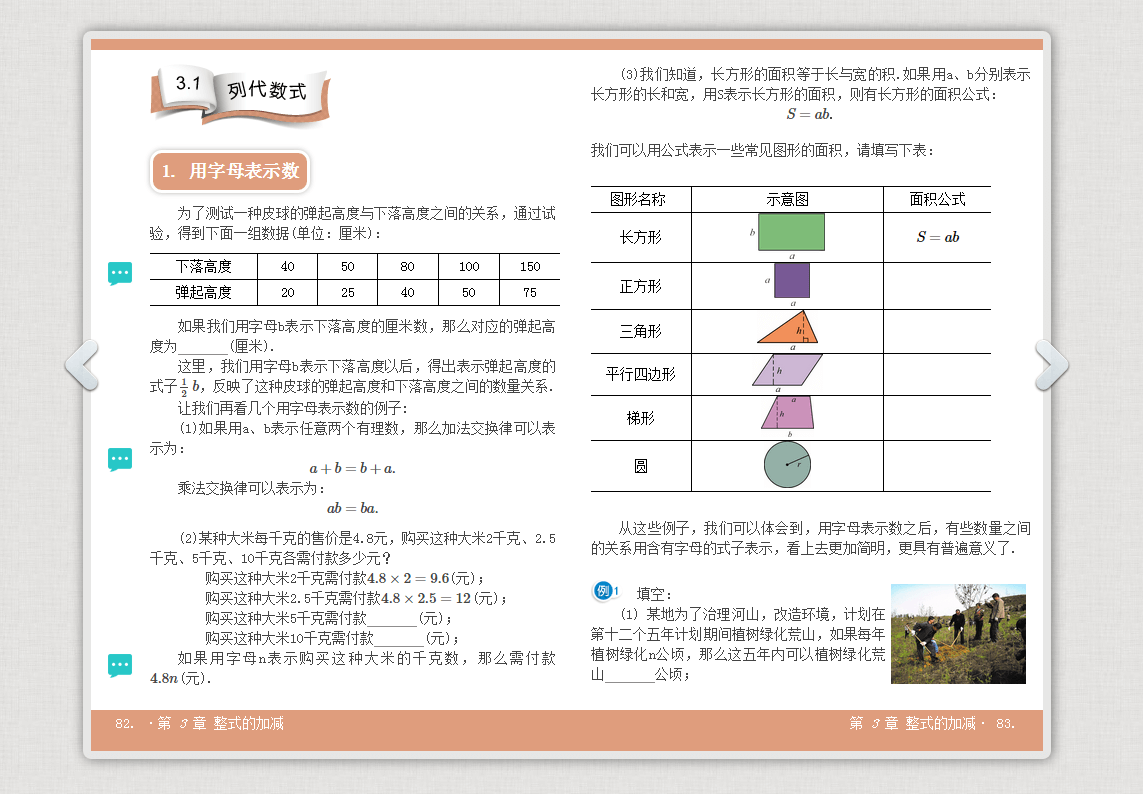 3.1 列代数式
1. 用字母表示数
为了测试一种皮球的弹起高度与下落高度之间的关系，通过试
验，得到下面一组数据(单位：厘米)：
下落高度 40 50 80 100 150
弹起高度 20 25 40 50 75
如果我们用字母b表示下落高度的厘米数，那么对应的弹起高
度为_______(厘米).
这里，我们用字母b表示下落高度以后，得出表示弹起高度的
式子1/2 b，反映了这种皮球的弹起高度和下落高度之间的数量关系.
让我们再看几个用字母表示数的例子:
(1)如果用a、b表示任意两个有理数，那么加法交换律可以表
示为：
a + b = b + a.
乘法交换律可以表示为：
ab = ba.
(2)某种大米每千克的售价是4.8元，购买这种大米2千克、2.5
千克、5千克、10千克各需付款多少元？
购买这种大米2千克需付款4.8 × 2 = 9.6(元)；
购买这种大米2.5千克需付款4.8 × 2.5 = 12(元)；
购买这种大米5千克需付款_______(元)；
购买这种大米10千克需付款_______(元)；
如果用字母n表示购买这种大米的千克数，那么需付款
4.8n(元).
82. ·第 3 章 整式的加减
(3)我们知道，长方形的面积等于长与宽的积.如果用a、b分别表示
长方形的长和宽，用S表示长方形的面积，则有长方形的面积公式：
S = ab.
我们可以用公式表示一些常见图形的面积，请填写下表：
图形名称 示意图 面积公式
长方形 b a S = ab
正方形 a a
三角形 h a
平行四边形 h a
梯形 a h b
圆 r
从这些例子，我们可以体会到，用字母表示数之后，有些数量之间
的关系用含有字母的式子表示，看上去更加简明，更具有普遍意义了.
例1 填空：
(1) 某地为了治理河山，改造环境，计划在
第十二个五年计划期间植树绿化荒山，如果每年
植树绿化n公顷，那么这五年内可以植树绿化荒
山_______公顷；
第 3 章 整式的加减· 83.